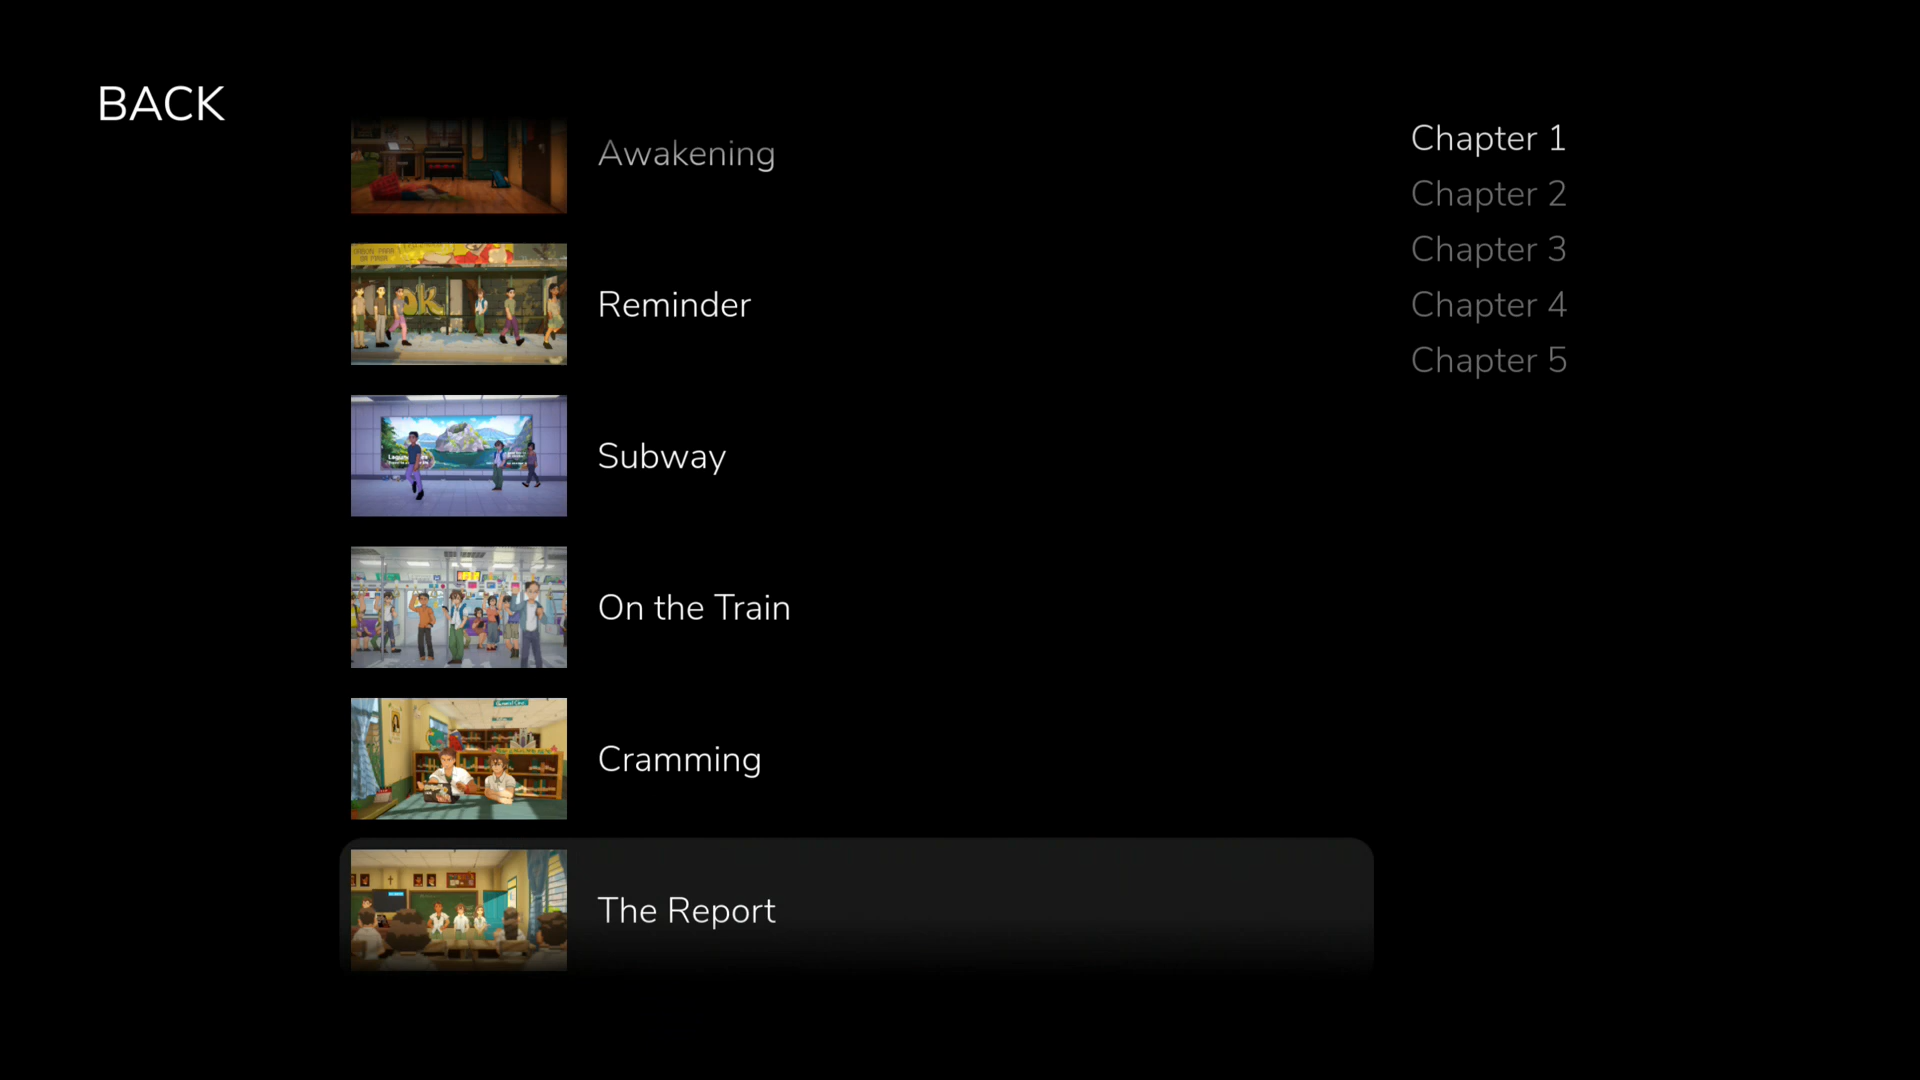 BACK
Awakening
Reminder
Subway
On the Train
Cramming
The Report
Chapter 1
Chapter 2
Chapter 3
Chapter 4
Chapter 5
OK